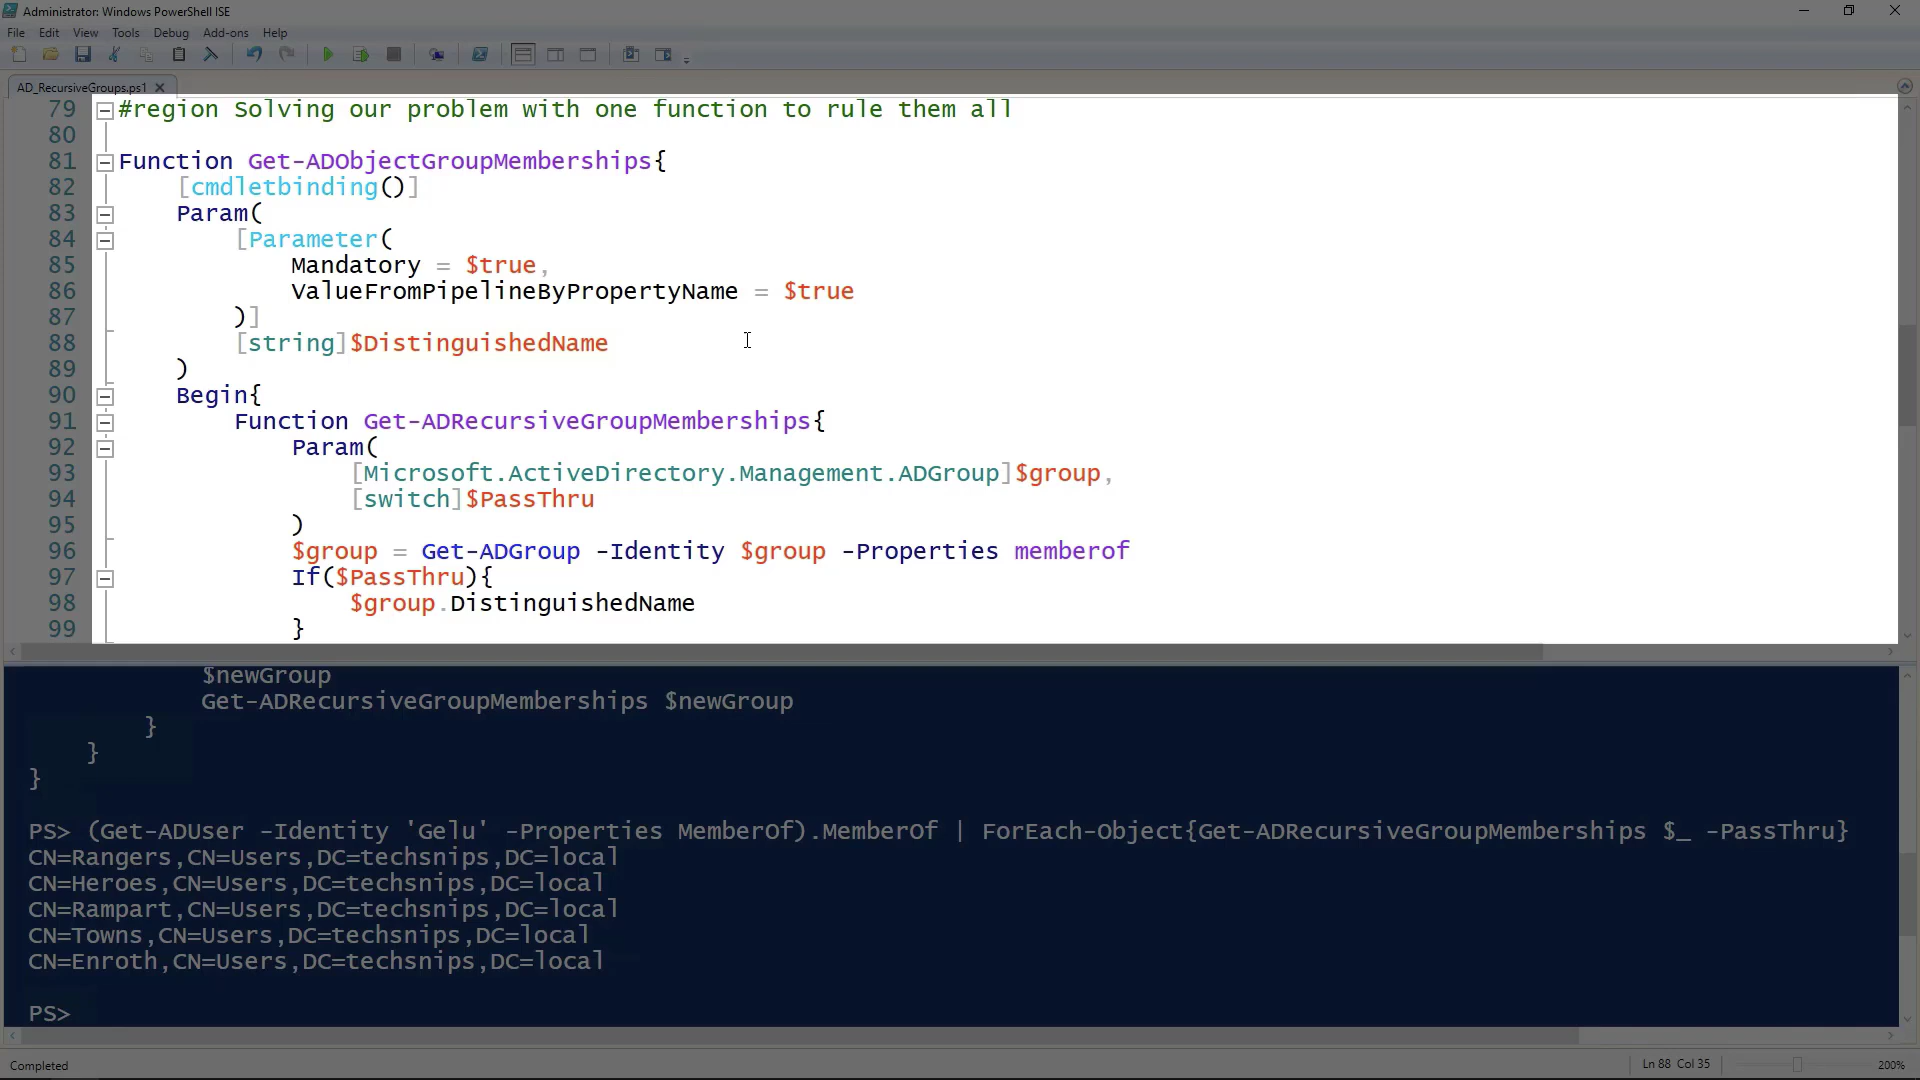 Administrator: Windows PowerShell ISE
File Edit View Tools Debug Add-ons Help
AD_RecursiveGroups.ps1
79 #region Solving our problem with one function to rule them all
80
81 Function Get-ADObjectGroupMemberships{
82     [cmdletbinding()]
83     Param(
84         [Parameter(
85             Mandatory = $true,
86             ValueFromPipelineByPropertyName = $true
87         )]
88         [string]$DistinguishedName
89     )
90     Begin{
91         Function Get-ADRecursiveGroupMemberships{
92             Param(
93                 [Microsoft.ActiveDirectory.Management.ADGroup]$group,
94                 [switch]$PassThru
95             )
96             $group = Get-ADGroup -Identity $group -Properties memberof
97             If($PassThru){
98                 $group.DistinguishedName
99             }
            $newGroup
            Get-ADRecursiveGroupMemberships $newGroup
        }
    }
}
PS> (Get-ADUser -Identity 'Gelu' -Properties MemberOf).MemberOf | ForEach-Object{Get-ADRecursiveGroupMemberships $_ -PassThru}
CN=Rangers,CN=Users,DC=techsnips,DC=local
CN=Heroes,CN=Users,DC=techsnips,DC=local
CN=Rampart,CN=Users,DC=techsnips,DC=local
CN=Towns,CN=Users,DC=techsnips,DC=local
CN=Enroth,CN=Users,DC=techsnips,DC=local
PS>
Completed
Ln 88 Col 35
200%